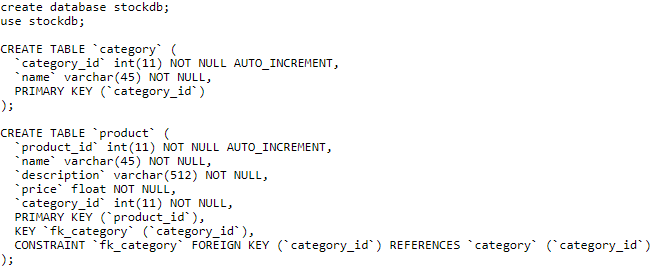 create database stockdb;
use stockdb;

CREATE TABLE `category` (
  `category_id` int(11) NOT NULL AUTO_INCREMENT,
  `name` varchar(45) NOT NULL,
  PRIMARY KEY (`category_id`)
);

CREATE TABLE `product` (
  `product_id` int(11) NOT NULL AUTO_INCREMENT,
  `name` varchar(45) NOT NULL,
  `description` varchar(512) NOT NULL,
  `price` float NOT NULL,
  `category_id` int(11) NOT NULL,
  PRIMARY KEY (`product_id`),
  KEY `fk_category` (`category_id`),
  CONSTRAINT `fk_category` FOREIGN KEY (`category_id`) REFERENCES `category` (`category_id`)
);